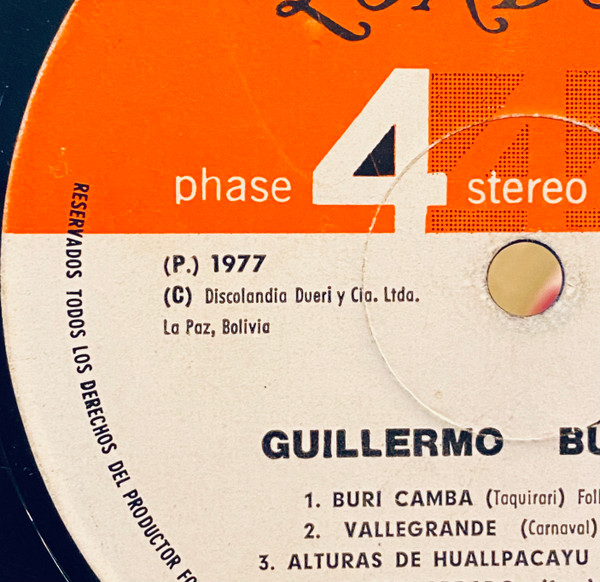 phase 4 stereo
(P.) 1977
(C) Discolandia Dueri y Cía. Ltda.
La Paz, Bolivia
RESERVADOS TODOS LOS DERECHOS DEL PRODUCTOR
GUILLERMO
1. BURI CAMBA (Taquirari)
2. VALLEGRANDE (Carnaval)
3. ALTURAS DE HUALLPACAYU